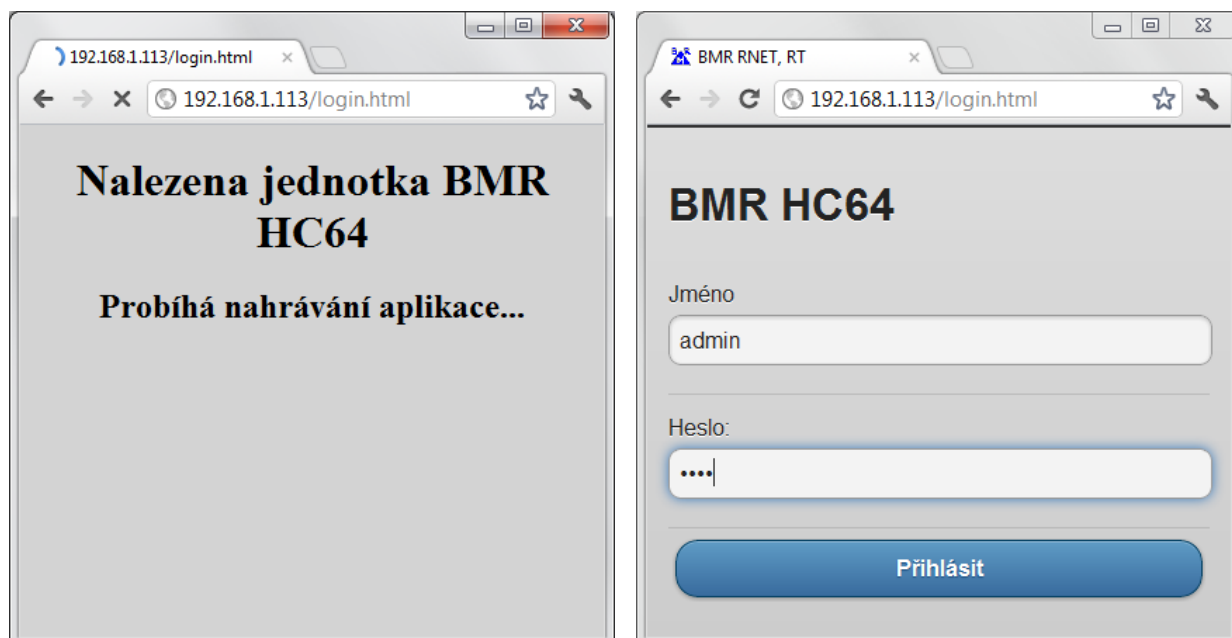 192.168.1.113/login.html
192.168.1.113/login.html
Nalezena jednotka BMR
HC64
Probíhá nahrávání aplikace...
BMR RNET, RT
192.168.1.113/login.html
BMR HC64
Jméno
admin
Heslo:
••••
Přihlásit